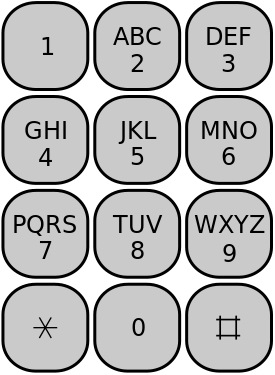 1 ABC DEF
2 3
GHI JKL MNO
4 5 6
PQRS TUV WXYZ
7 8 9
* 0 #